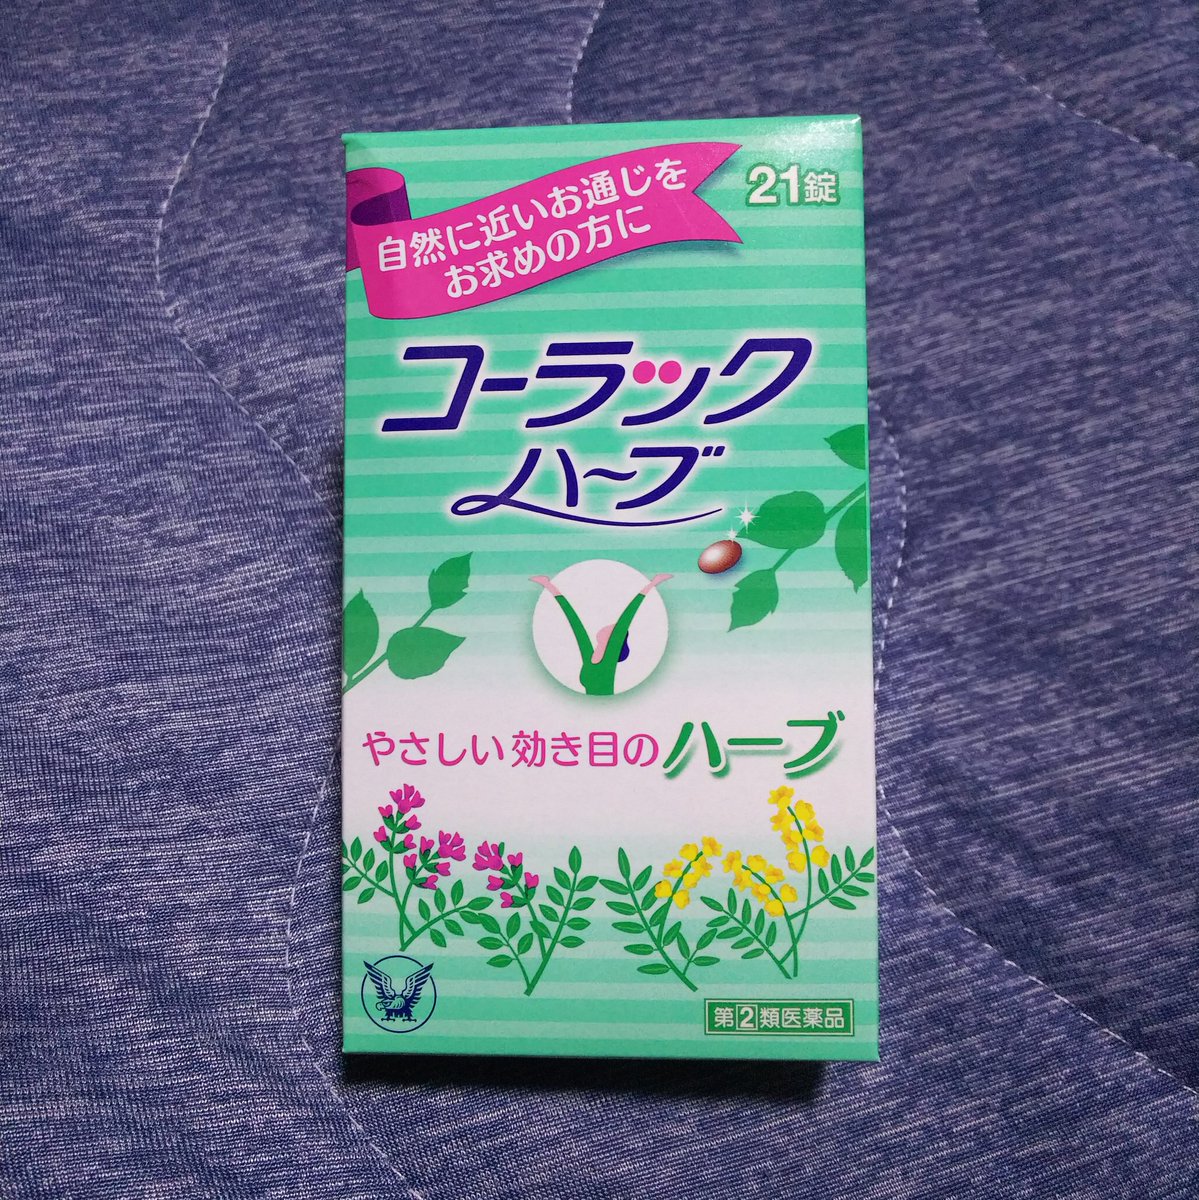 自然に近いお通じを
お求めの方に
21錠
コーラック
ハーブ
やさしい効き目のハーブ
第②類医薬品